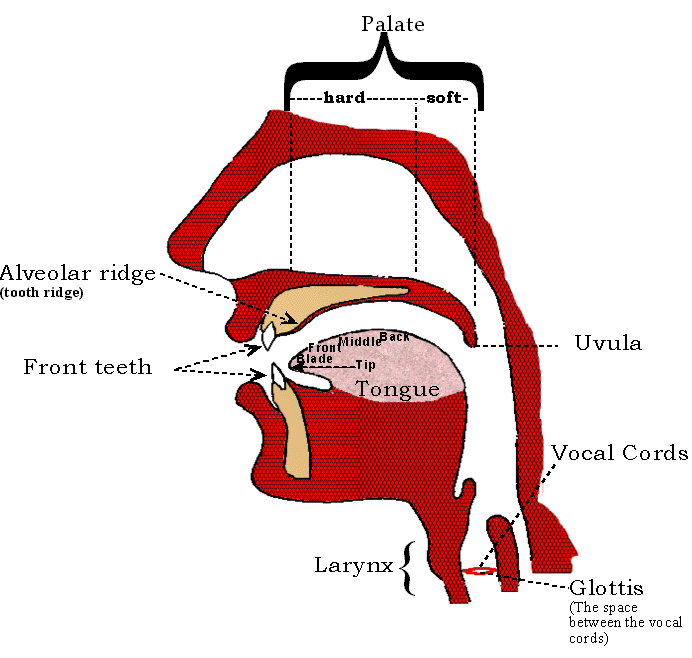 Palate
hard
soft
Alveolar ridge
(tooth ridge)
Front teeth
Front
Middle
Back
Blade
Tip
Tongue
Uvula
Vocal Cords
Larynx
Glottis
(The space
between the vocal
cords)